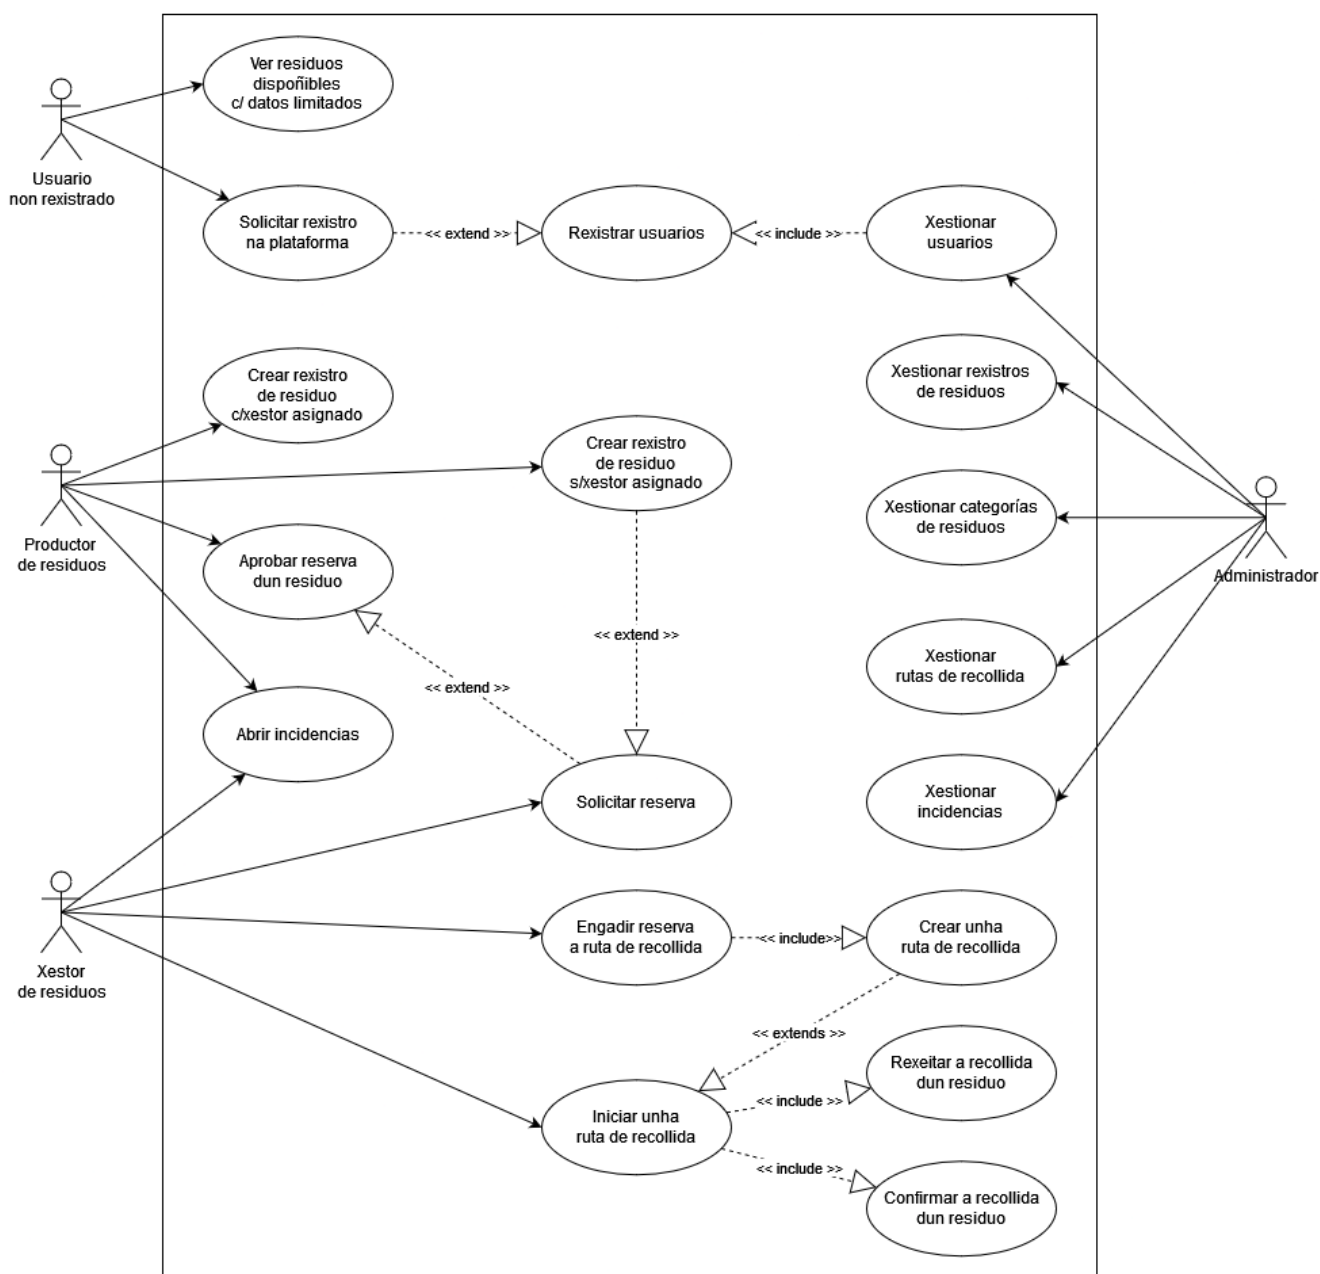 Ver residuos
dispoñibles
c/ datos limitados
Usuario
non rexistrado
Solicitar rexistro
na plataforma
<< extend >>
Rexistrar usuarios
<< include >>
Xestionar
usuarios
Crear rexistro
de residuo
c/xestor asignado
Xestionar rexistros
de residuos
Crear rexistro
de residuo
s/xestor asignado
Xestionar categorías
de residuos
Productor
de residuos
Aprobar reserva
dun residuo
Administrador
<< extend >>
Xestionar
rutas de recollida
<< extend >>
Abrir incidencias
Solicitar reserva
Xestionar
incidencias
Xestor
de residuos
Engadir reserva
a ruta de recollida
<< include>>
Crear unha
ruta de recollida
<< extends >>
Rexeitar a recollida
dun residuo
Iniciar unha
ruta de recollida
<< include >>
<< include >>
Confirmar a recollida
dun residuo